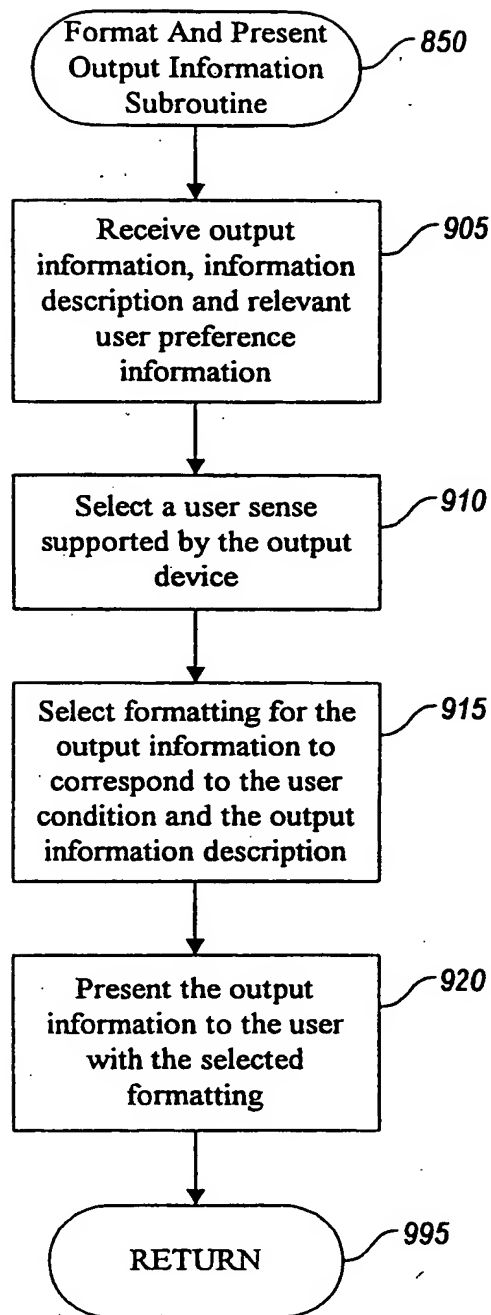 Format And Present
Output Information
Subroutine
850
Receive output
information, information
description and relevant
user preference
information
905
Select a user sense
supported by the output
device
910
Select formatting for the
output information to
correspond to the user
condition and the output
information description
915
Present the output
information to the user
with the selected
formatting
920
RETURN
995